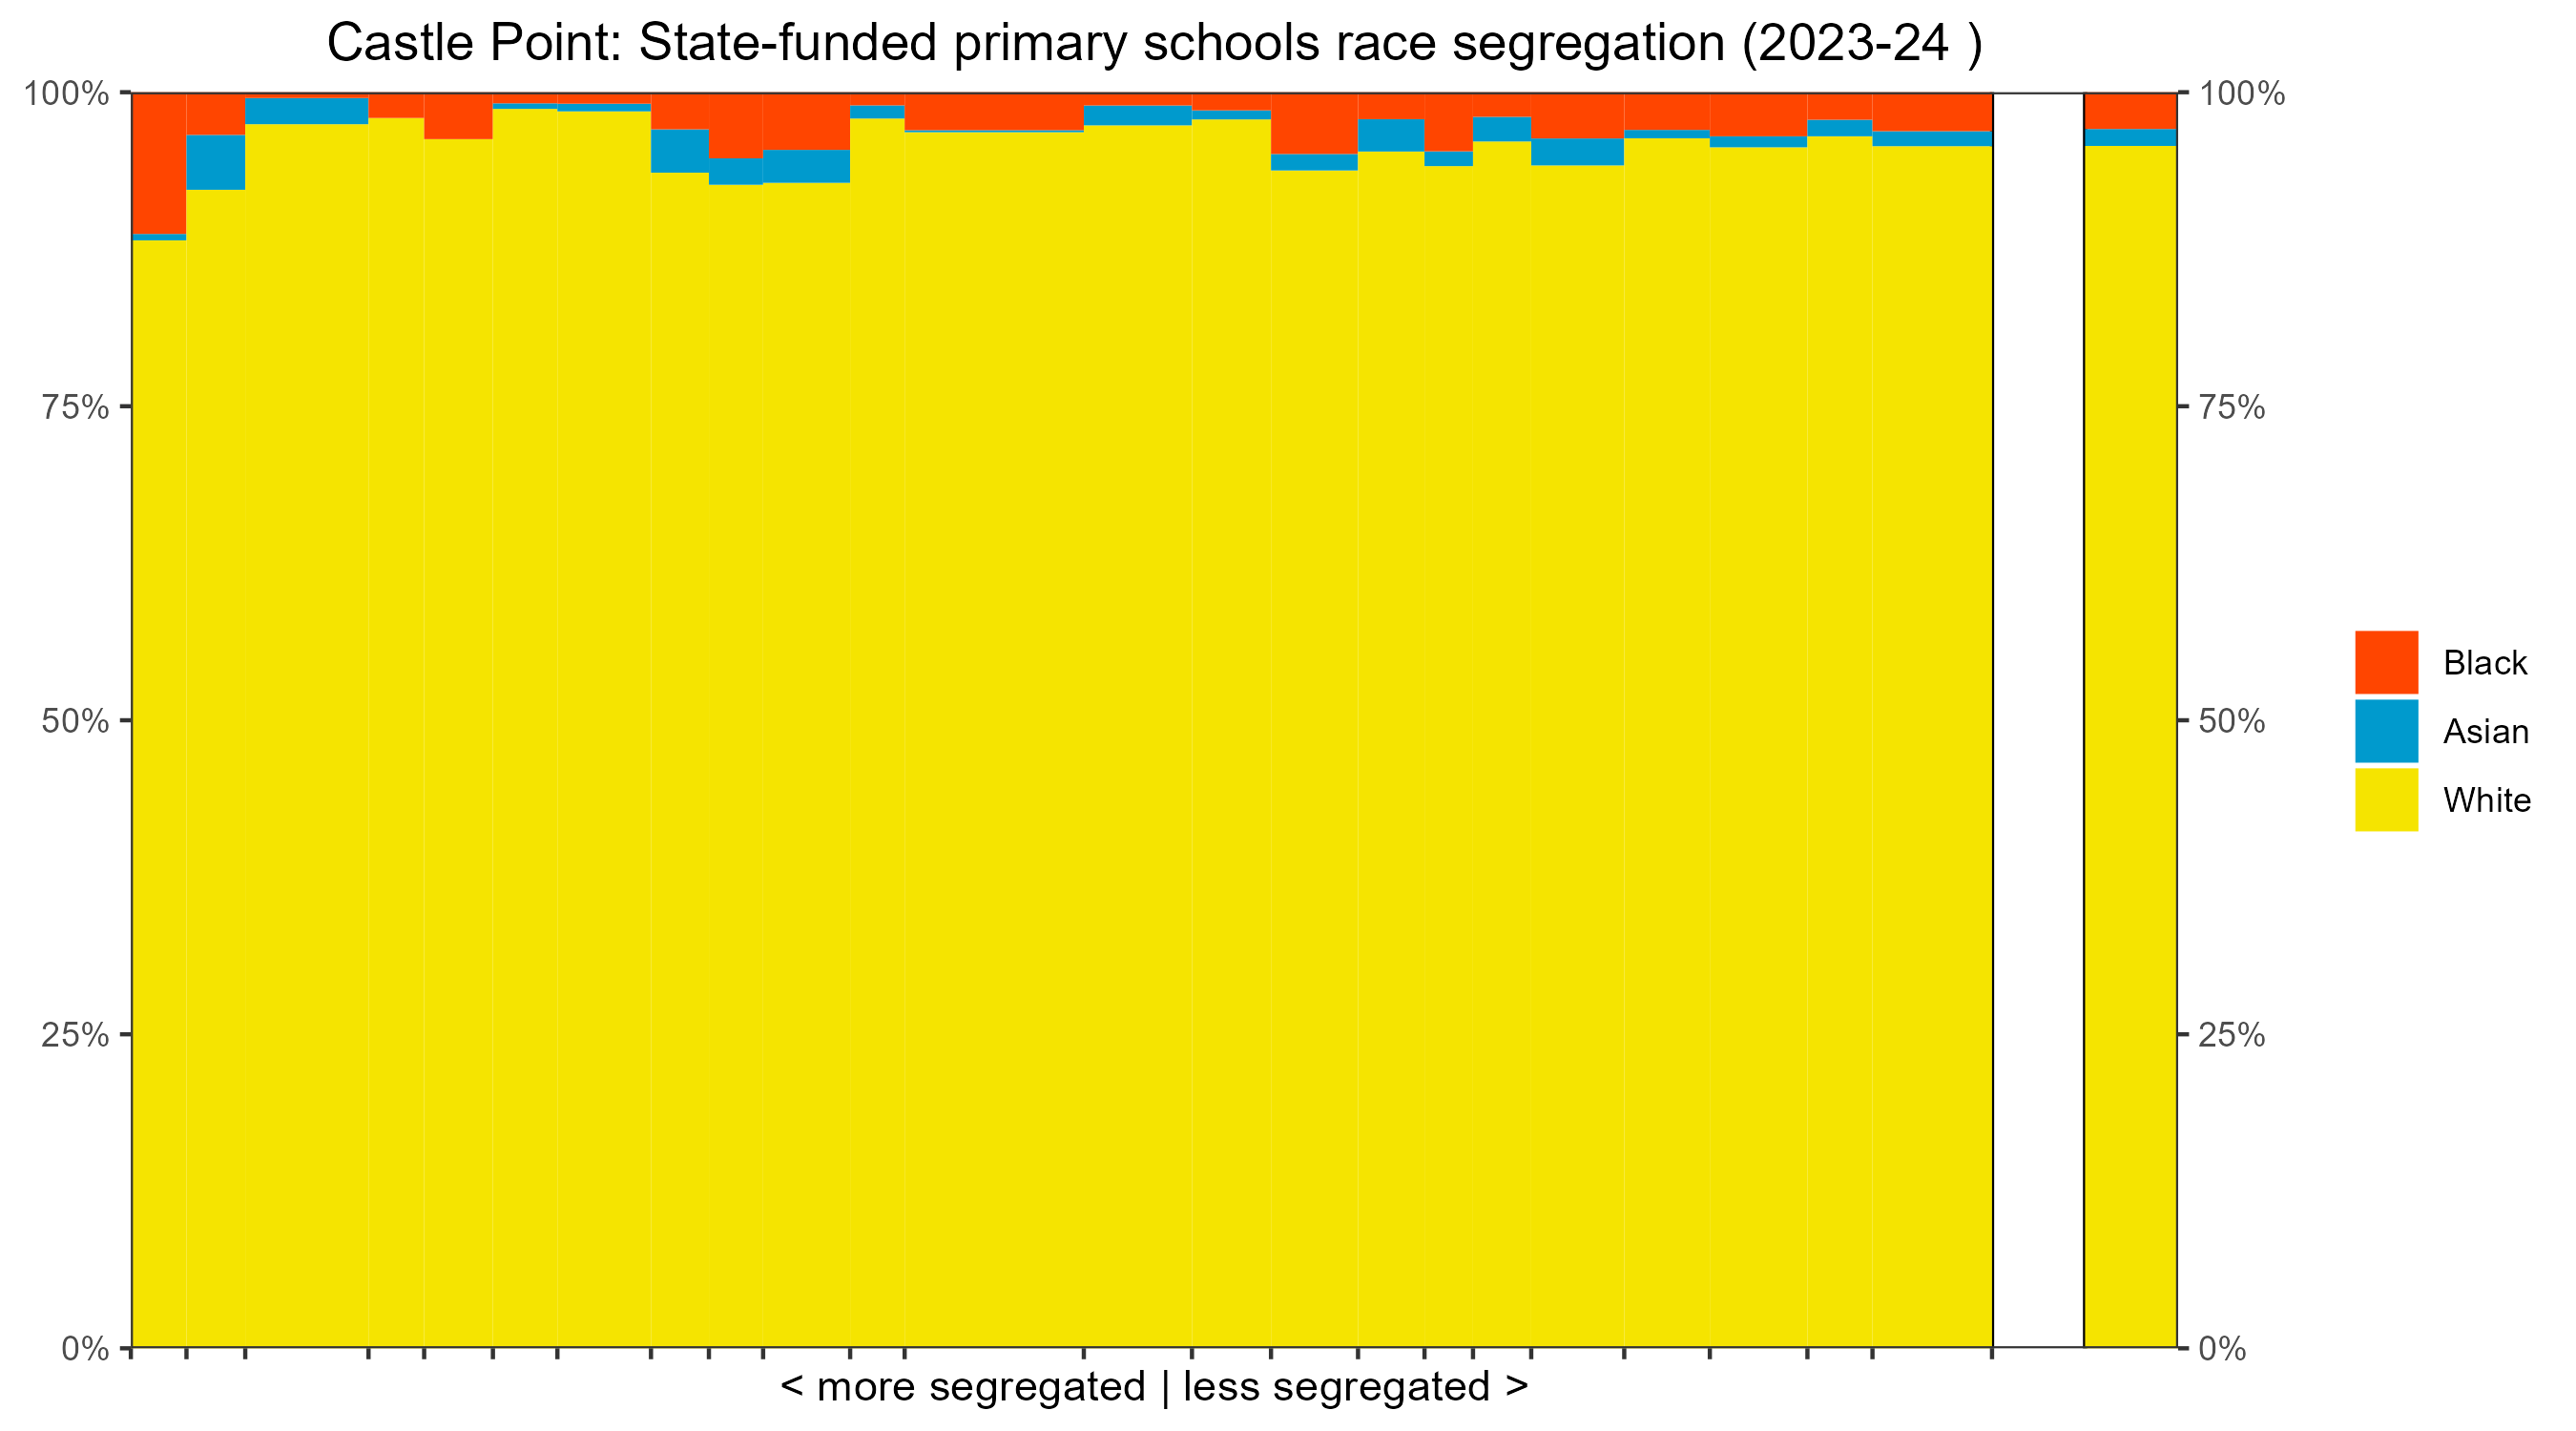 Castle Point: State-funded primary schools race segregation (2023-24 )
100%
75%
50%
25%
0%
100%
75%
50%
25%
0%
Black
Asian
White
< more segregated | less segregated >